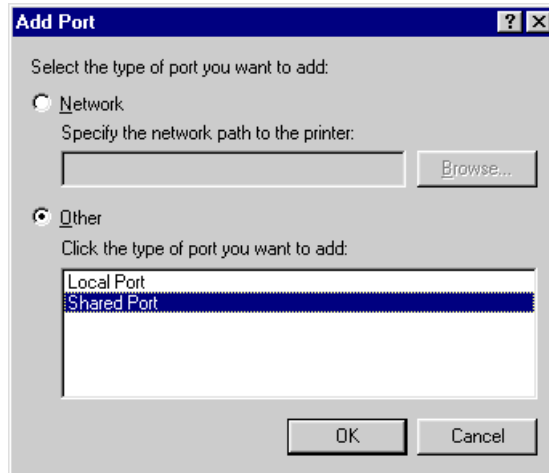 Add Port
Select the type of port you want to add:
Network
Specify the network path to the printer:
Browse...
Other
Click the type of port you want to add:
Local Port
Shared Port
OK Cancel